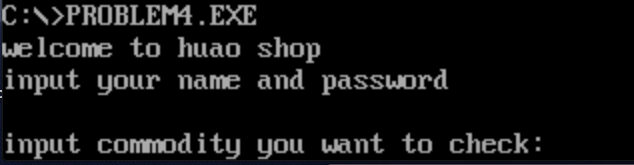 C:\>PROBLEM4.EXE
welcome to huao shop
input your name and password
input commodity you want to check: